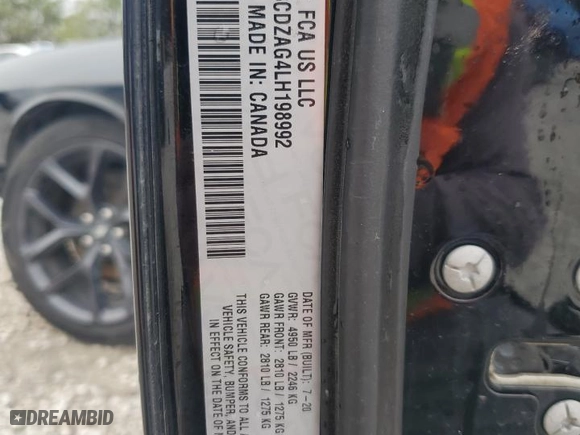 FCA US LLC
CDZAG4LH198992
MADE IN: CANADA
DATE OF MFR (BUILT): 7-20
GVWR: 4950 LB / 2246 KG
GAWR FRONT: 2810 LB / 1275 KG
GAWR REAR: 2810 LB / 1275 KG
THIS VEHICLE CONFORMS TO ALL A
VEHICLE SAFETY, BUMPER, AND
IN EFFECT ON THE DATE OF M
DREAMBID